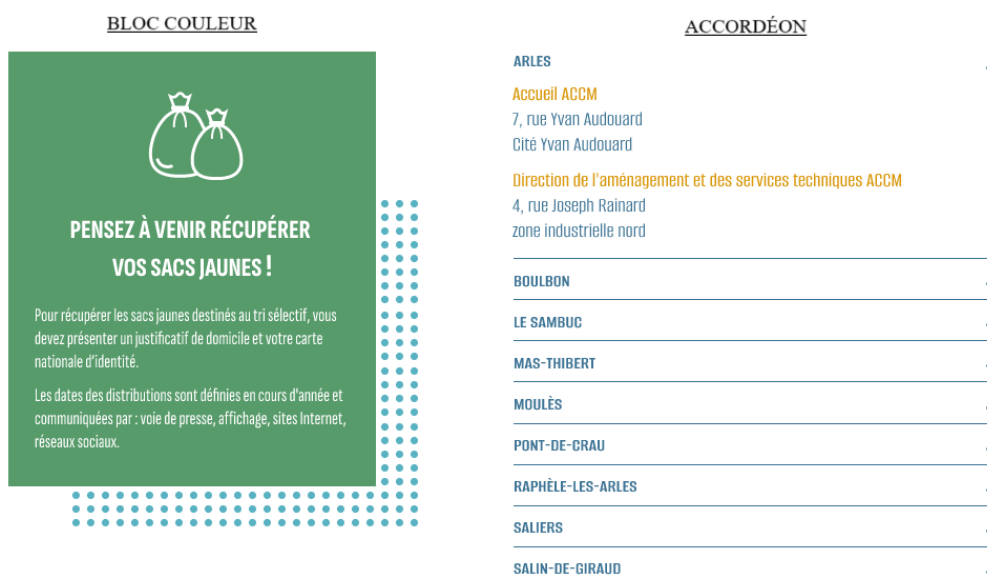 BLOC COULEUR
PENSEZ À VENIR RÉCUPÉRER
VOS SACS JAUNES !
Pour récupérer les sacs jaunes destinés au tri sélectif, vous
devez présenter un justificatif de domicile et votre carte
nationale d'identité.
Les dates des distributions sont définies en cours d'année et
communiquées par : voie de presse, affichage, sites Internet,
réseaux sociaux.
ACCORDÉON
ARLES
Accueil ACCM
7, rue Yvan Audouard
Cité Yvan Audouard
Direction de l'aménagement et des services techniques ACCM
4, rue Joseph Rainard
zone industrielle nord
BOULBON
LE SAMBUC
MAS-THIBERT
MOULÈS
PONT-DE-CRAU
RAPHÈLE-LES-ARLES
SALIERS
SALIN-DE-GIRAUD